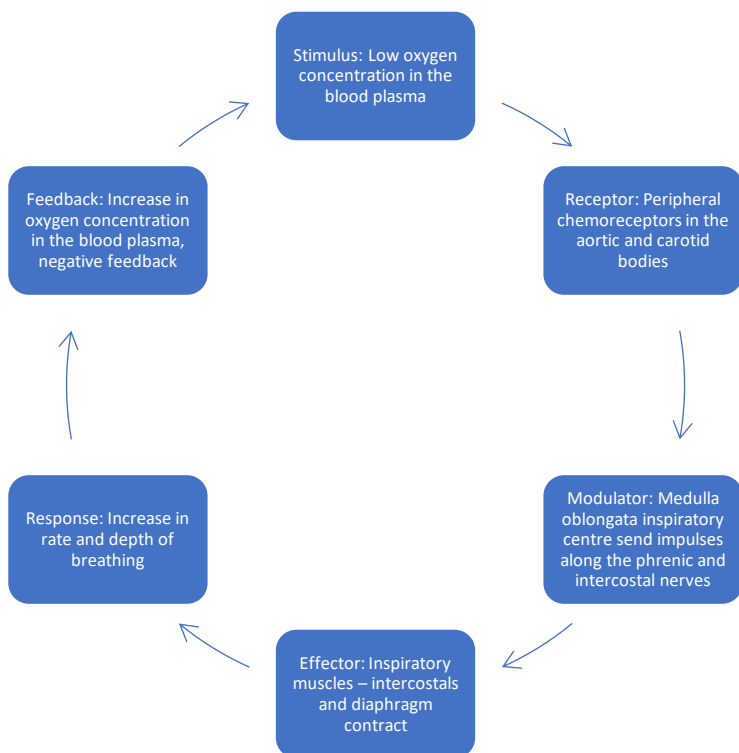 Stimulus: Low oxygen
concentration in the
blood plasma
Receptor: Peripheral
chemoreceptors in the
aortic and carotid
bodies
Modulator: Medulla
oblongata inspiratory
centre send impulses
along the phrenic and
intercostal nerves
Effector: Inspiratory
muscles – intercostals
and diaphragm
contract
Response: Increase in
rate and depth of
breathing
Feedback: Increase in
oxygen concentration
in the blood plasma,
negative feedback